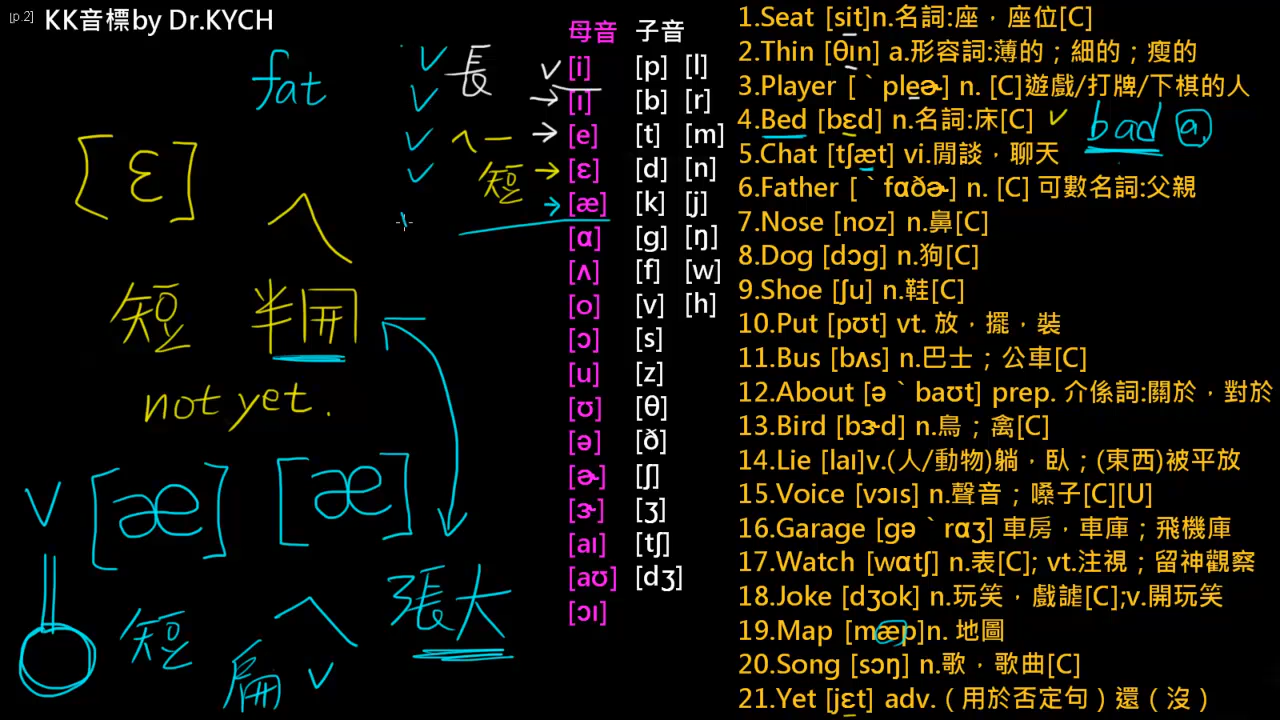 [p.2] KK音標by Dr.KYCH
fat
[ɛ]
ㄟ
短 半開
not yet.
v [æ] [æ]
短 ㄟ 張大
扁 v
v 長 v
v
v ㄟー
v 短
母音 子音
[i] [p] [l]
[ɪ] [b] [r]
[e] [t] [m]
[ɛ] [d] [n]
[æ] [k] [j]
[ɑ] [g] [ŋ]
[ʌ] [f] [w]
[o] [v] [h]
[ɔ] [s]
[u] [z]
[ʊ] [θ]
[ə] [ð]
[ɚ] [ʃ]
[ɝ] [ʒ]
[aɪ] [tʃ]
[aʊ] [dʒ]
[ɔɪ]
1.Seat [sit]n.名詞:座，座位[C]
2.Thin [θɪn] a.形容詞:薄的；細的；瘦的
3.Player [ˋpleɚ] n. [C]遊戲/打牌/下棋的人
4.Bed [bɛd] n.名詞:床[C] v bad a.
5.Chat [tʃæt] vi.閒談，聊天
6.Father [ˋfɑðɚ] n. [C] 可數名詞:父親
7.Nose [noz] n.鼻[C]
8.Dog [dɔg] n.狗[C]
9.Shoe [ʃu] n.鞋[C]
10.Put [pʊt] vt. 放，擺，裝
11.Bus [bʌs] n.巴士；公車[C]
12.About [əˋbaʊt] prep. 介係詞:關於，對於
13.Bird [bɝd] n.鳥；禽[C]
14.Lie [laɪ]v.(人/動物)躺，臥；(東西)被平放
15.Voice [vɔɪs] n.聲音；嗓子[C][U]
16.Garage [gəˋrɑʒ] 車房，車庫；飛機庫
17.Watch [wɑtʃ] n.表[C]; vt.注視；留神觀察
18.Joke [dʒok] n.玩笑，戲謔[C];v.開玩笑
19.Map [mæp]n. 地圖
20.Song [sɔŋ] n.歌，歌曲[C]
21.Yet [jɛt] adv.（用於否定句）還（沒）